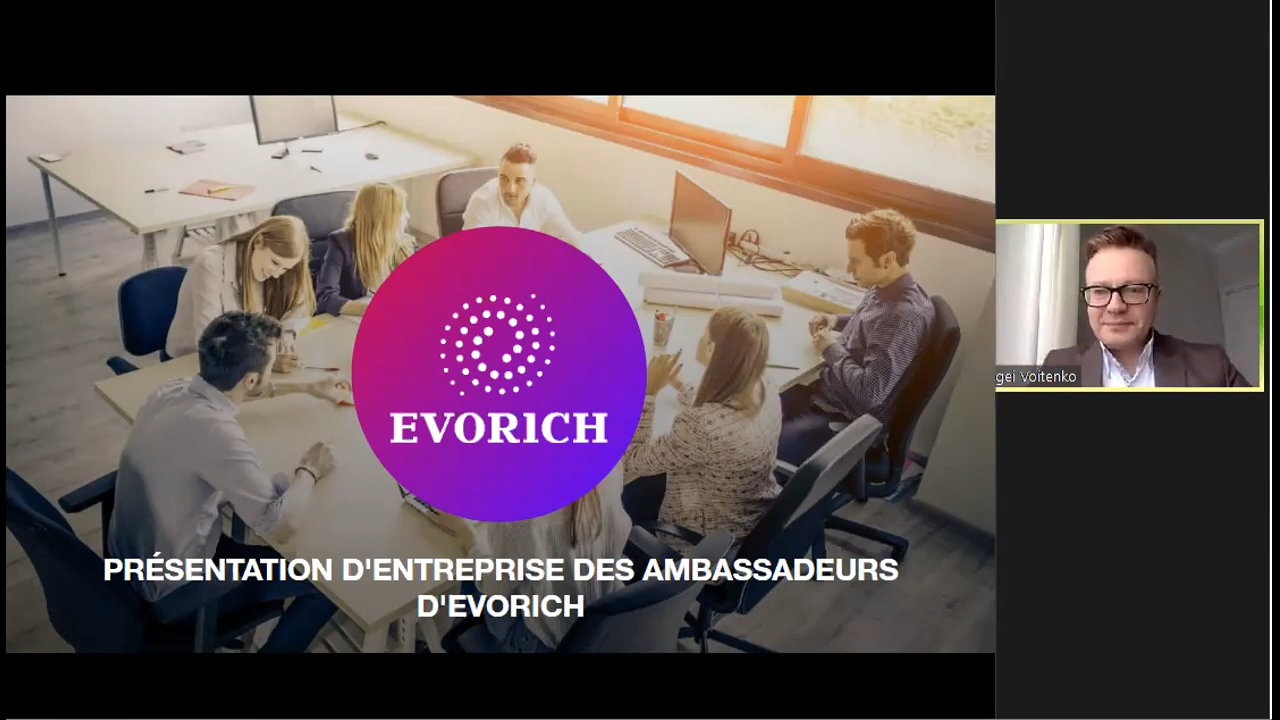 EVORICH
PRÉSENTATION D'ENTREPRISE DES AMBASSADEURS
D'EVORICH
gei Voitenko